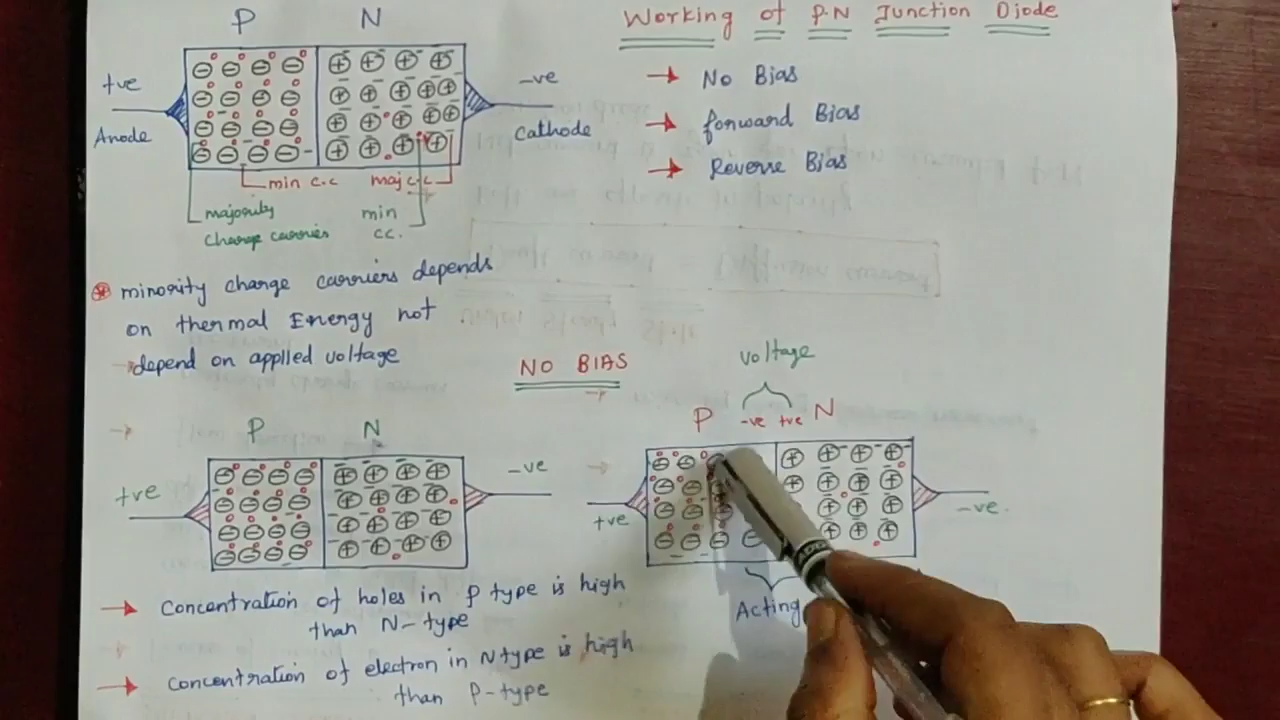 P N
Working of P-N Junction Diode
+ve
-ve
Anode
Cathode
→ No Bias
→ forward Bias
→ Reverse Bias
min c.c maj c.c
majority
charge carrier
min
cc.
minority charge carriers depends
on thermal Energy not
depend on applled voltage
NO BIAS
voltage
P N
+ve
-ve
P -ve +ve N
+ve
-ve.
Acting
→ Concentration of holes in p type is high
than N-type
→ Concentration of electron in N type is high
than P-type